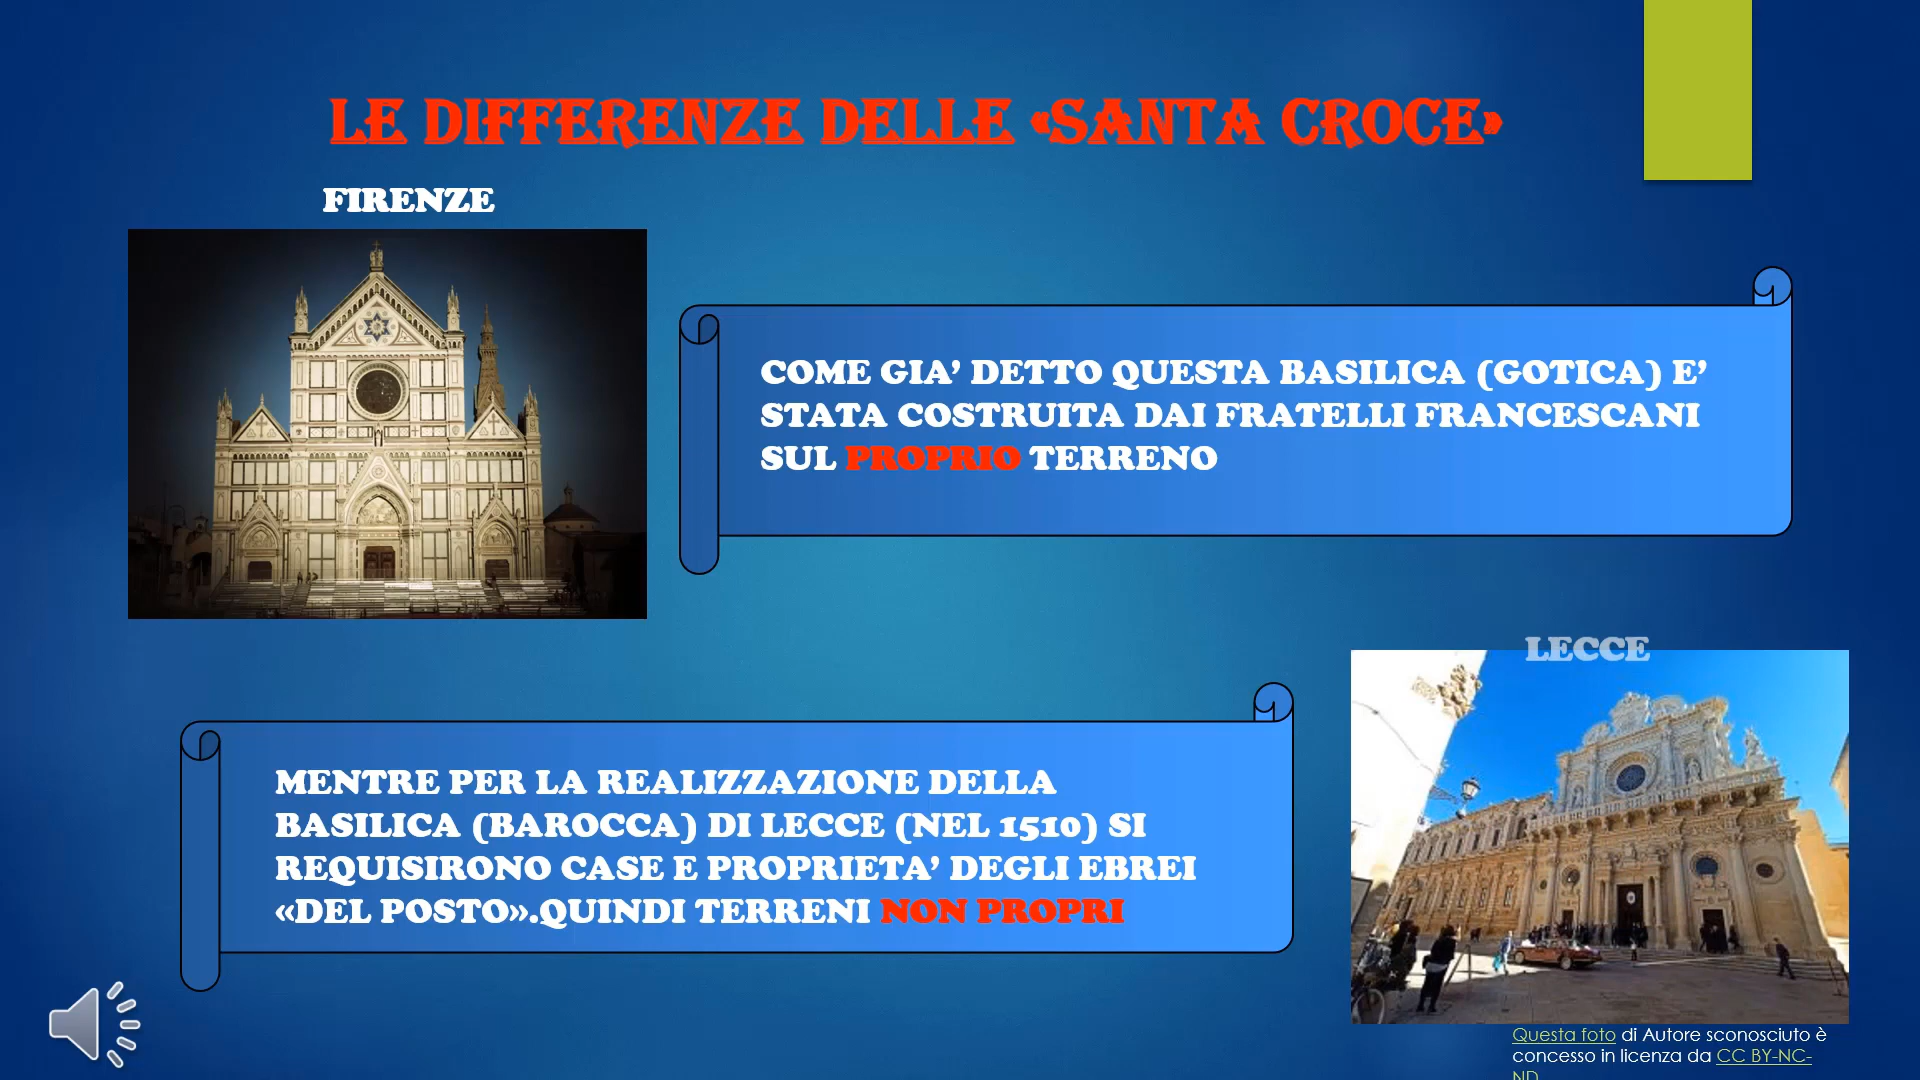 LE DIFFERENZE DELLE «SANTA CROCE»
FIRENZE
COME GIA’ DETTO QUESTA BASILICA (GOTICA) E’
STATA COSTRUITA DAI FRATELLI FRANCESCANI
SUL PROPRIO TERRENO
LECCE
MENTRE PER LA REALIZZAZIONE DELLA
BASILICA (BAROCCA) DI LECCE (NEL 1510) SI
REQUISIRONO CASE E PROPRIETA’ DEGLI EBREI
«DEL POSTO».QUINDI TERRENI NON PROPRI
Questa foto di Autore sconosciuto è
concesso in licenza da CC BY-NC-
ND